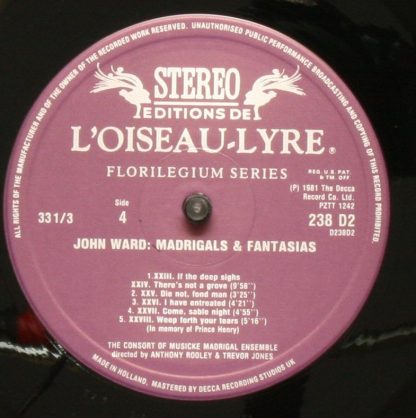 ALL RIGHTS OF THE MANUFACTURER AND OF THE OWNER OF THE RECORDED WORK RESERVED. UNAUTHORISED PUBLIC PERFORMANCE BROADCASTING AND COPYING OF THIS RECORD PROHIBITED.
STEREO
EDITIONS DE
L'OISEAU-LYRE®
FLORILEGIUM SERIES
REG U S PAT
& TM OFF
(P) 1981 The Decca
Record Co. Ltd.
PZTT 1242
33 1/3
Side
4
238 D2
D238D2
JOHN WARD: MADRIGALS & FANTASIAS
1.XXIII. If the deep sighs
XXIV. There's not a grove (9'58'')
2. XXV. Die not, fond man (3'25'')
3. XXVI. I have entreated (4'21'')
4. XXVII. Come, sable night (4'55'')
5. XXVIII. Weep forth your tears (5'16'')
(In memory of Prince Henry)
THE CONSORT OF MUSICKE MADRIGAL ENSEMBLE
directed by ANTHONY ROOLEY & TREVOR JONES
MADE IN HOLLAND. MASTERED BY DECCA RECORDING STUDIOS UK